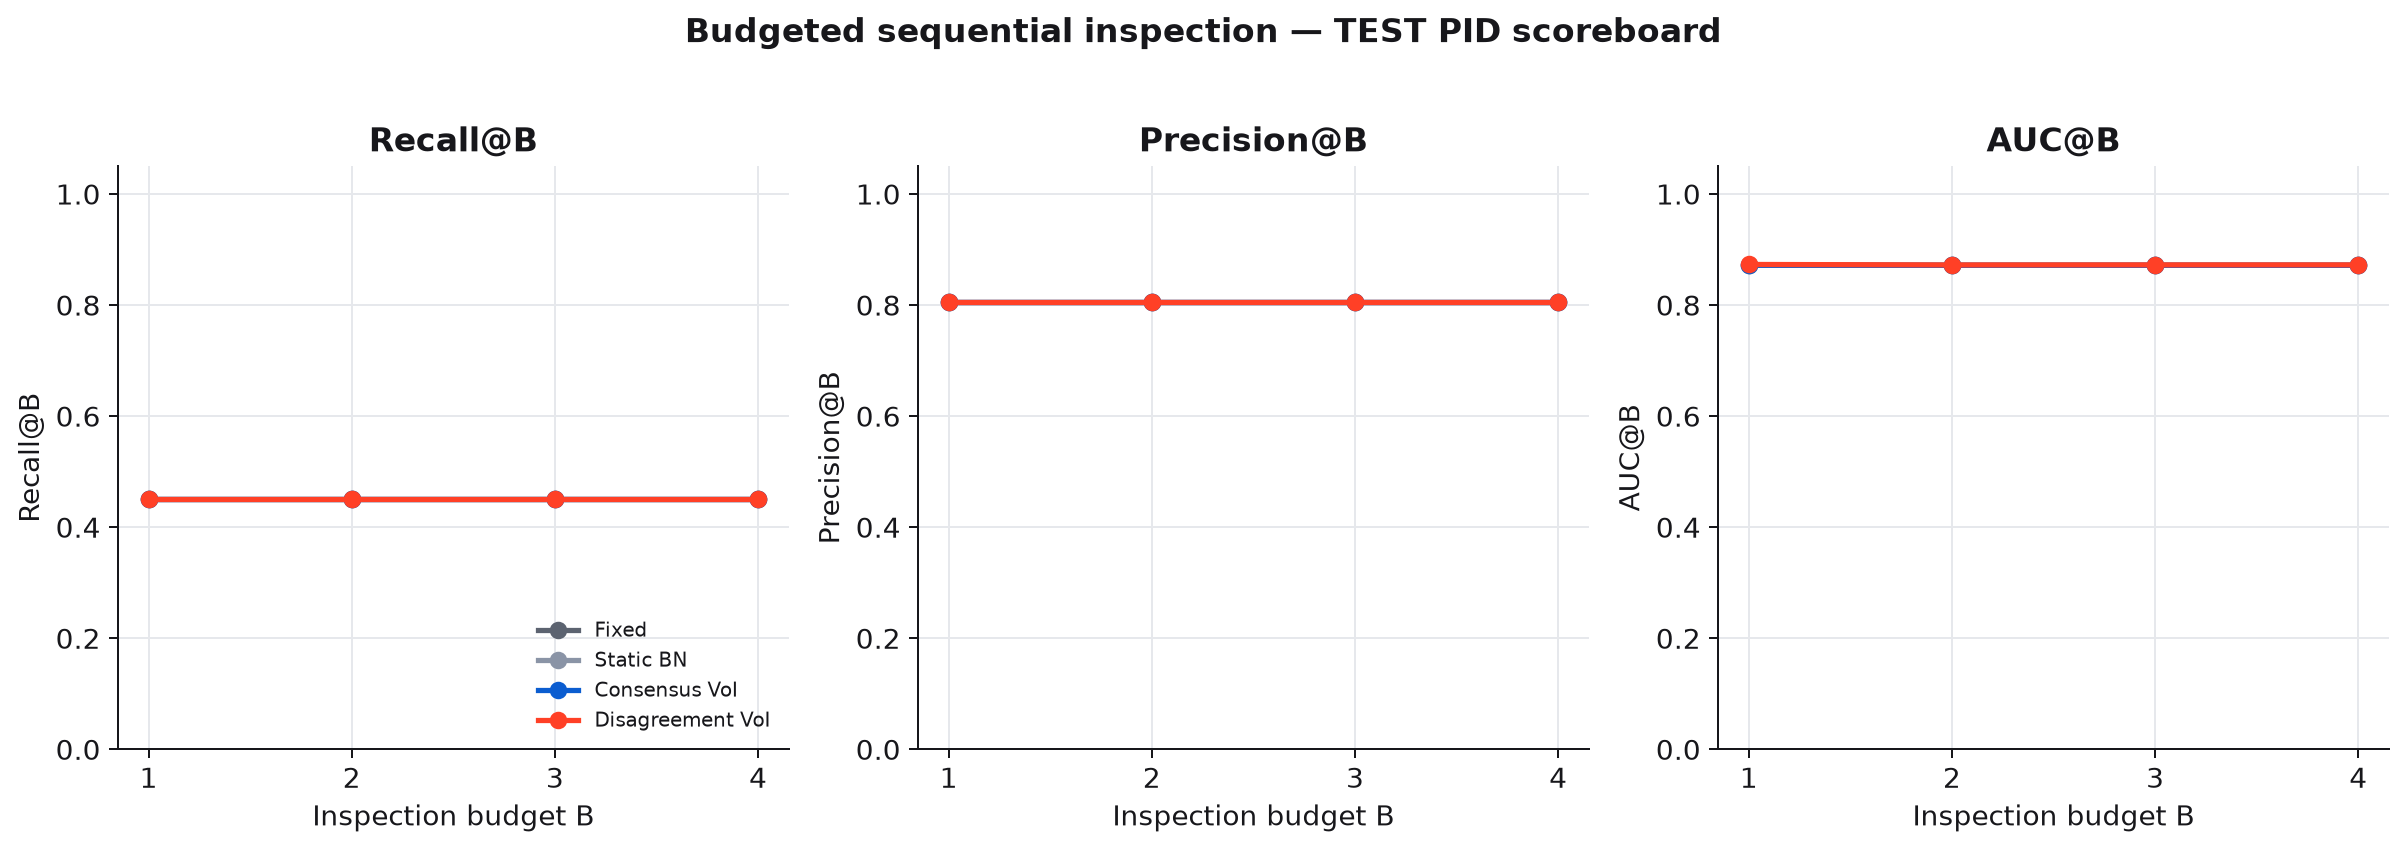 Budgeted sequential inspection — TEST PID scoreboard
Recall@B
Recall@B
1.0
0.8
0.6
0.4
0.2
0.0
1 2 3 4
Inspection budget B
Fixed
Static BN
Consensus VoI
Disagreement VoI
Precision@B
Precision@B
1.0
0.8
0.6
0.4
0.2
0.0
1 2 3 4
Inspection budget B
AUC@B
AUC@B
1.0
0.8
0.6
0.4
0.2
0.0
1 2 3 4
Inspection budget B